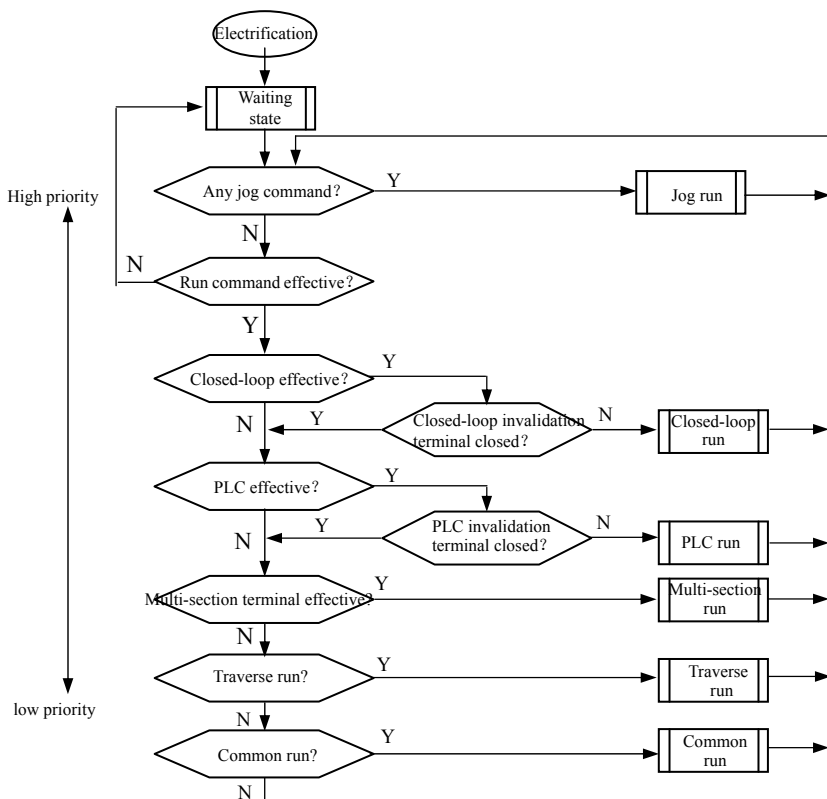 Electrification
Waiting
state
Any jog command?
Y
Jog run
High priority
N
N
Run command effective?
Y
Closed-loop effective?
Y
N
Y
Closed-loop invalidation
terminal closed?
N
Closed-loop
run
PLC effective?
Y
N
Y
PLC invalidation
terminal closed?
N
PLC run
Multi-section terminal effective?
Y
Multi-section
run
N
Traverse run?
Y
Traverse
run
low priority
N
Common run?
Y
Common
run
N